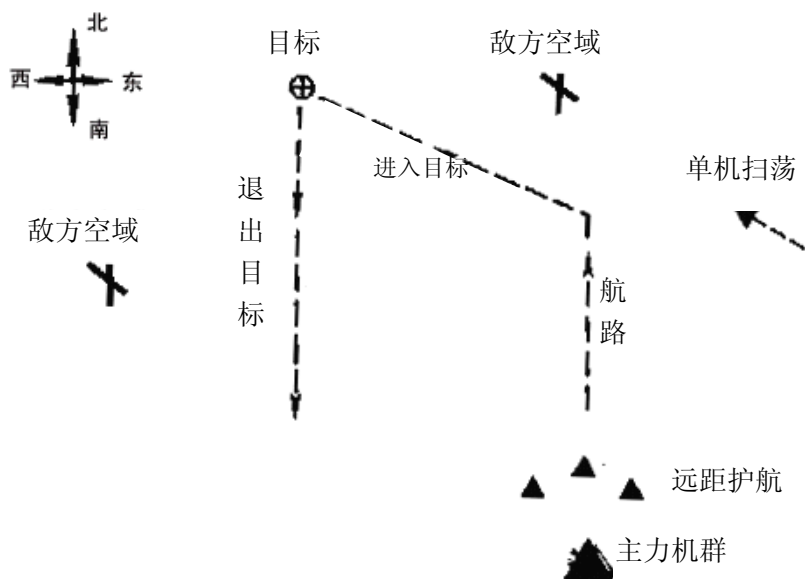 北
西
东
南
目标
敌方空域
进入目标
单机扫荡
退出目标
敌方空域
航路
远距护航
主力机群